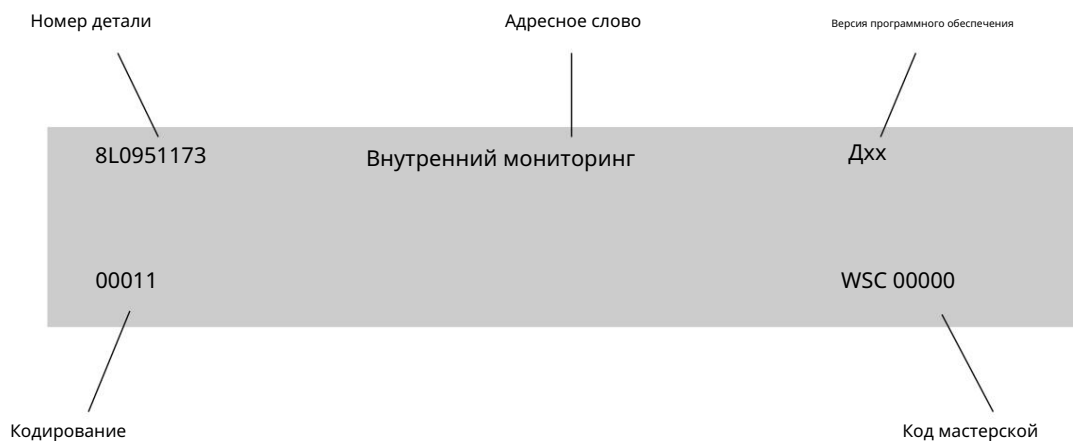 Номер детали
Адресное слово
Версия программного обеспечения
8L0951173
Внутренний мониторинг
Дхх
00011
WSC 00000
Кодирование
Код мастерской